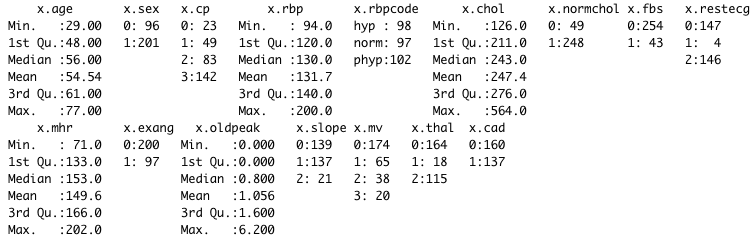 x.age x.sex x.cp x.rbp x.rbpcode x.chol x.normchol x.fbs x.restecg
Min. :29.00 0: 96 0: 23 Min. : 94.0 hyp : 98 Min. :126.0 0: 49 0:254 0:147
1st Qu.:48.00 1:201 1: 49 1st Qu.:120.0 norm: 97 1st Qu.:211.0 1:248 1: 43 1: 4
Median :56.00 2: 83 Median :130.0 phyp:102 Median :243.0 2:146
Mean :54.54 3:142 Mean :131.7 Mean :247.4
3rd Qu.:61.00 3rd Qu.:140.0 3rd Qu.:276.0
Max. :77.00 Max. :200.0 Max. :564.0
x.mhr x.exang x.oldpeak x.slope x.mv x.thal x.cad
Min. : 71.0 0:200 Min. :0.000 0:139 0:174 0:164 0:160
1st Qu.:133.0 1: 97 1st Qu.:0.000 1:137 1: 65 1: 18 1:137
Median :153.0 Median :0.800 2: 21 2: 38 2:115
Mean :149.6 Mean :1.056 3: 20
3rd Qu.:166.0 3rd Qu.:1.600
Max. :202.0 Max. :6.200